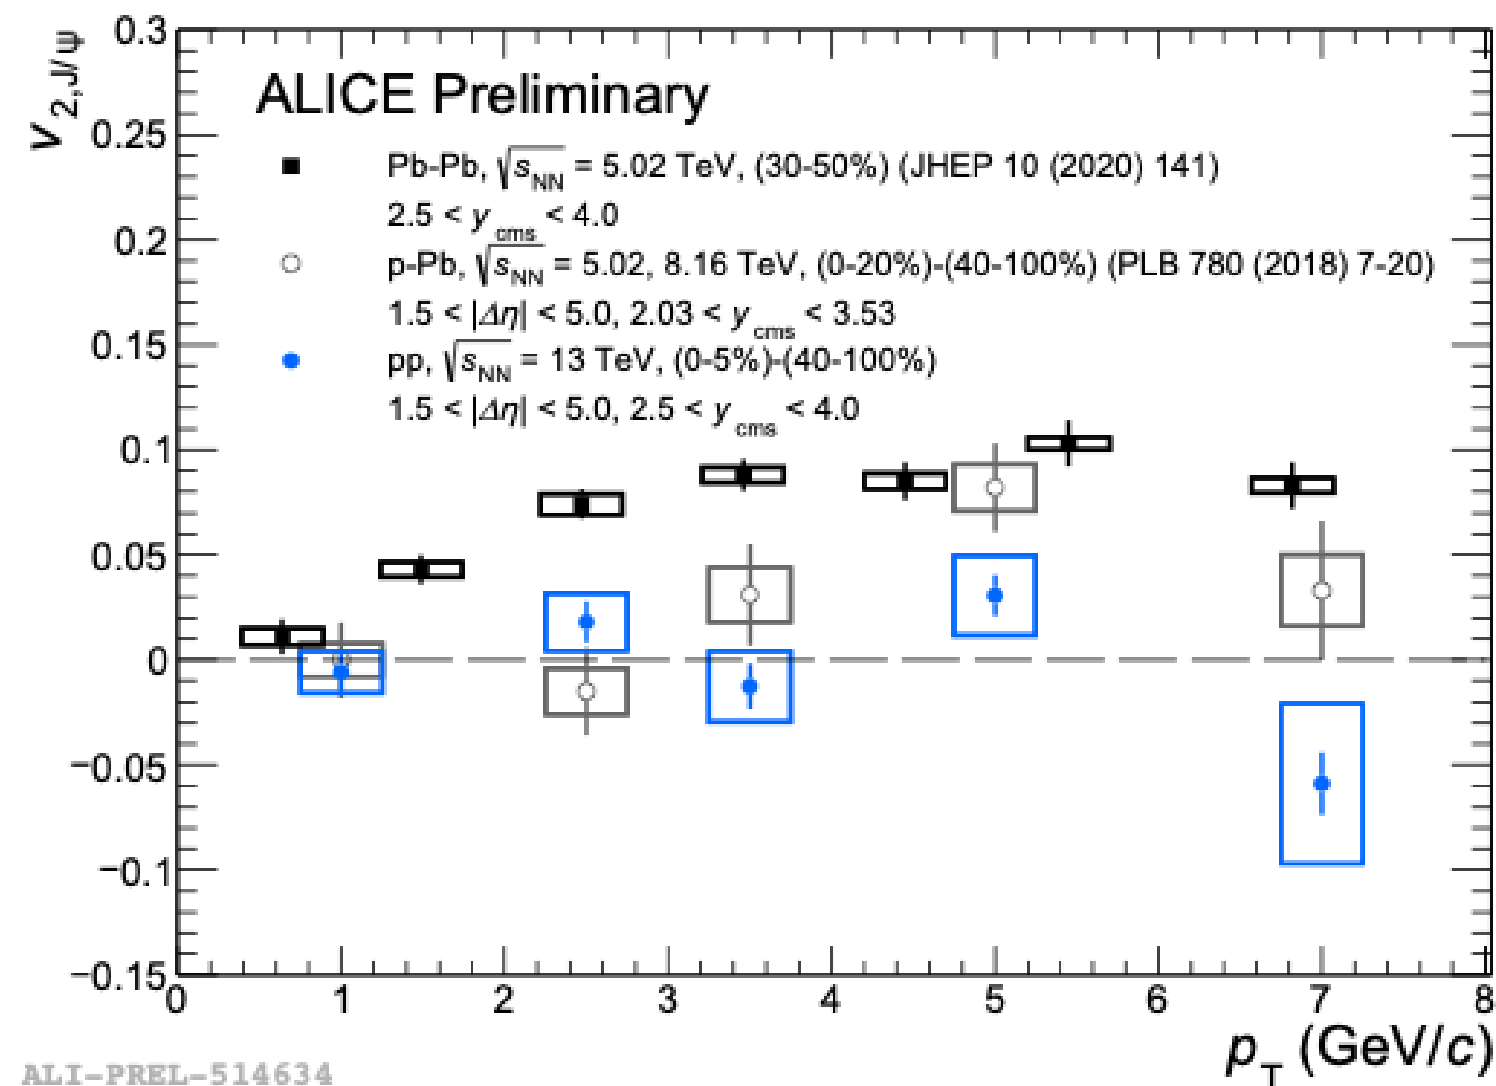 v2,J/ψ
0.3
0.25
0.2
0.15
0.1
0.05
0
−0.05
−0.1
−0.15
ALICE Preliminary
Pb-Pb, √sNN = 5.02 TeV, (30-50%) (JHEP 10 (2020) 141)
2.5 < ycms < 4.0
p-Pb, √sNN = 5.02, 8.16 TeV, (0-20%)-(40-100%) (PLB 780 (2018) 7-20)
1.5 < |Δη| < 5.0, 2.03 < ycms < 3.53
pp, √sNN = 13 TeV, (0-5%)-(40-100%)
1.5 < |Δη| < 5.0, 2.5 < ycms < 4.0
0 1 2 3 4 5 6 7 8
pT (GeV/c)
ALI-PREL-514634